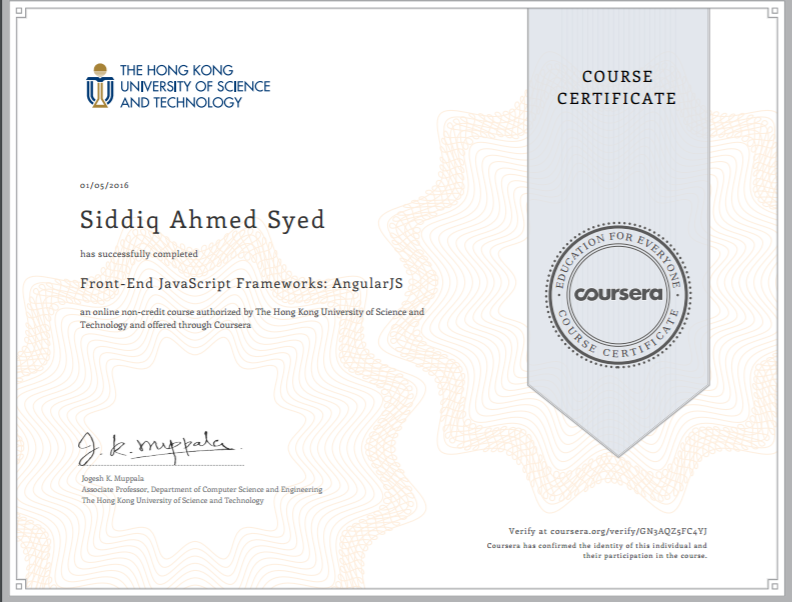 THE HONG KONG
UNIVERSITY OF SCIENCE
AND TECHNOLOGY
COURSE
CERTIFICATE
01/05/2016
Siddiq Ahmed Syed
has successfully completed
Front-End JavaScript Frameworks: AngularJS
an online non-credit course authorized by The Hong Kong University of Science and
Technology and offered through Coursera
EDUCATION FOR EVERYONE
coursera
COURSE CERTIFICATE
J. K. Muppala
Jogesh K. Muppala
Associate Professor, Department of Computer Science and Engineering
The Hong Kong University of Science and Technology
Verify at coursera.org/verify/GN3AQZ5FC4YJ
Coursera has confirmed the identity of this individual and
their participation in the course.